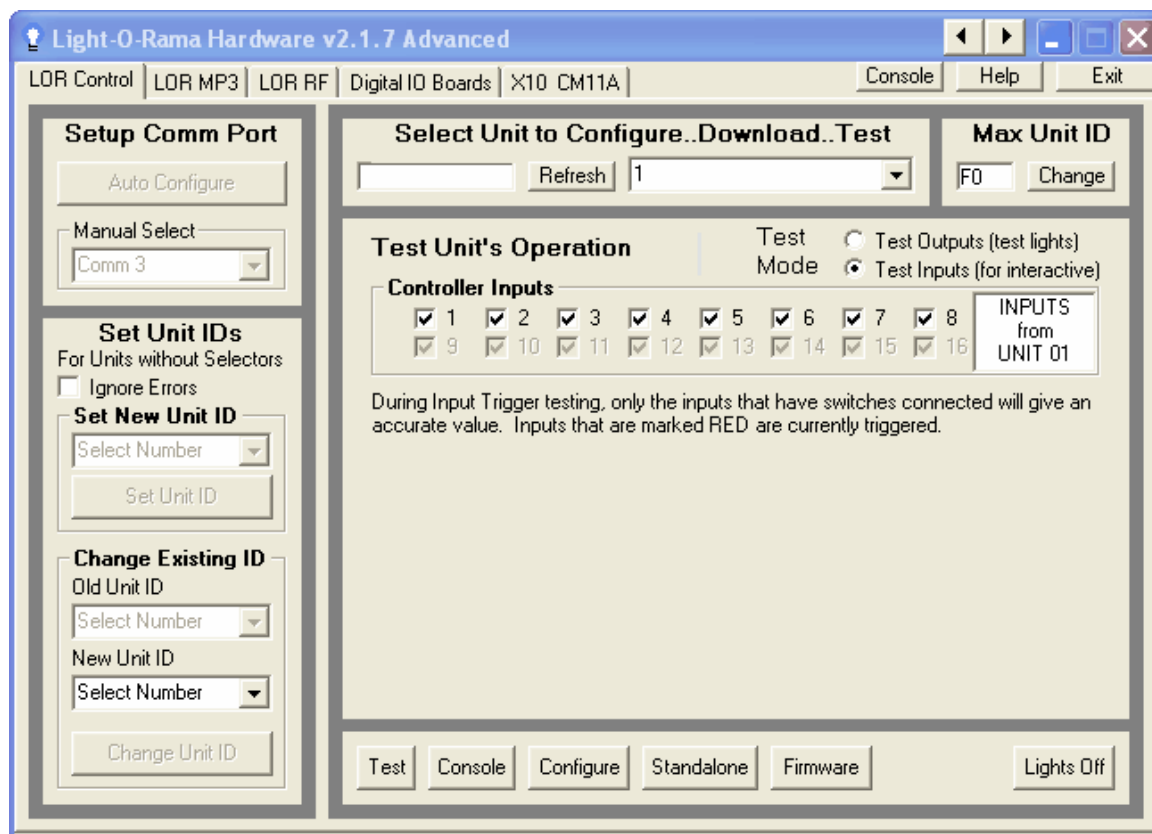 Light-O-Rama Hardware v2.1.7 Advanced
LOR Control LOR MP3 LOR RF Digital IO Boards X10 CM11A Console Help Exit
Setup Comm Port
Auto Configure
Manual Select
Comm 3
Set Unit IDs
For Units without Selectors
Ignore Errors
Set New Unit ID
Select Number
Set Unit ID
Change Existing ID
Old Unit ID
Select Number
New Unit ID
Select Number
Change Unit ID
Select Unit to Configure..Download..Test
Refresh 1
Max Unit ID
F0 Change
Test Unit's Operation
Test Mode
Test Outputs (test lights)
Test Inputs (for interactive)
Controller Inputs
1 2 3 4 5 6 7 8
9 10 11 12 13 14 15 16
INPUTS
from
UNIT 01
During Input Trigger testing, only the inputs that have switches connected will give an
accurate value. Inputs that are marked RED are currently triggered.
Test Console Configure Standalone Firmware Lights Off